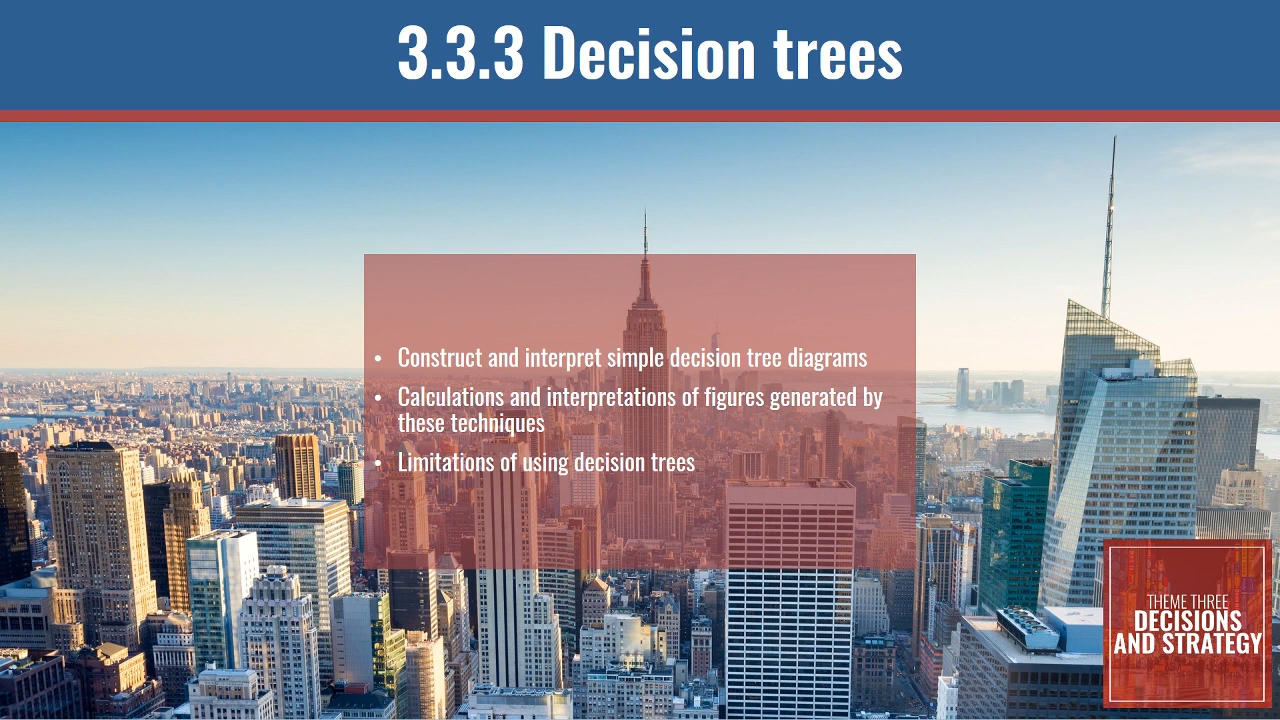 3.3.3 Decision trees
• Construct and interpret simple decision tree diagrams
• Calculations and interpretations of figures generated by
these techniques
• Limitations of using decision trees
THEME THREE
DECISIONS
AND STRATEGY